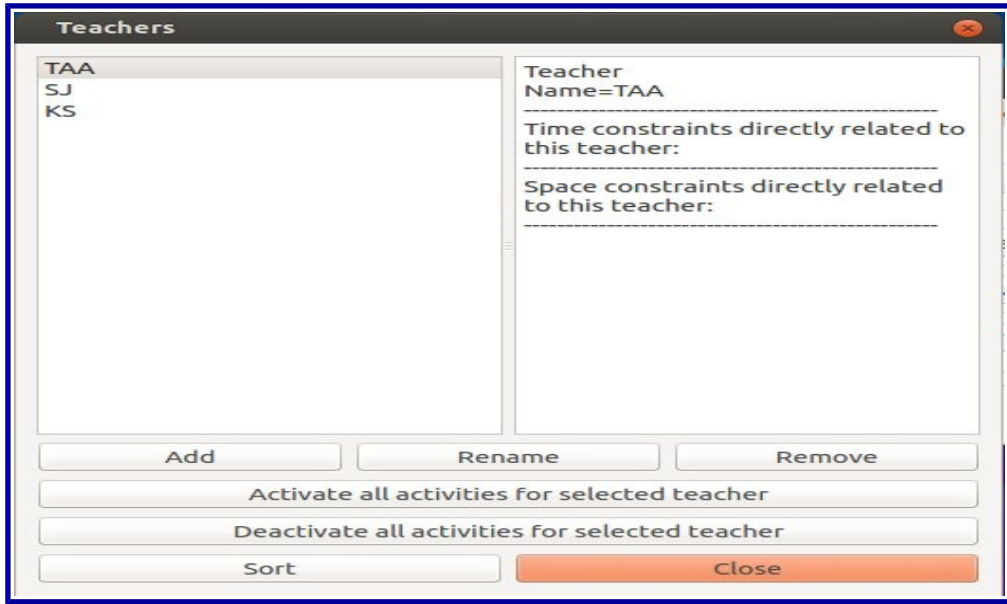 Teachers
TAA
SJ
KS
Teacher
Name=TAA
--------------------------------------------------
Time constraints directly related to
this teacher:
--------------------------------------------------
Space constraints directly related
to this teacher:
--------------------------------------------------
Add
Rename
Remove
Activate all activities for selected teacher
Deactivate all activities for selected teacher
Sort
Close